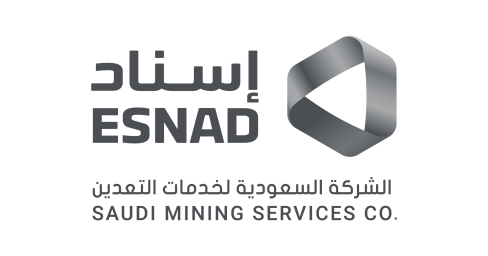 إسناد
ESNAD
الشركة السعودية لخدمات التعدين
SAUDI MINING SERVICES CO.